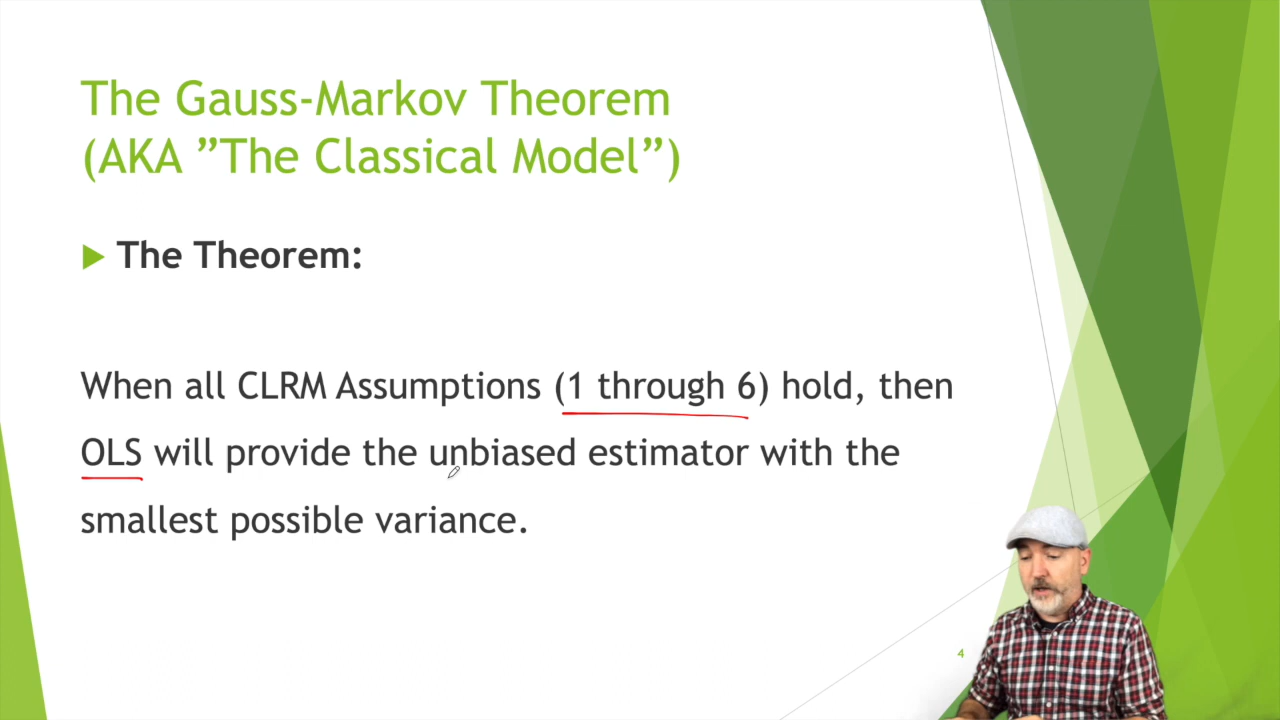 The Gauss-Markov Theorem
(AKA ”The Classical Model”)
The Theorem:
When all CLRM Assumptions (1 through 6) hold, then
OLS will provide the unbiased estimator with the
smallest possible variance.
4